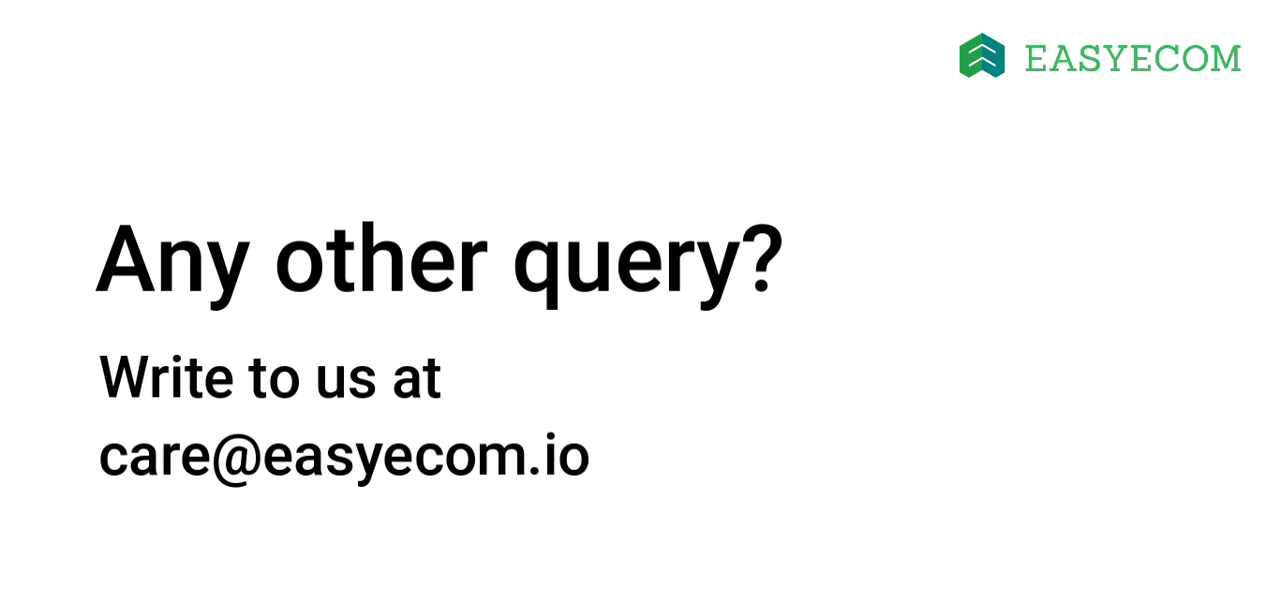 EASYECOM
Any other query?
Write to us at
care@easyecom.io